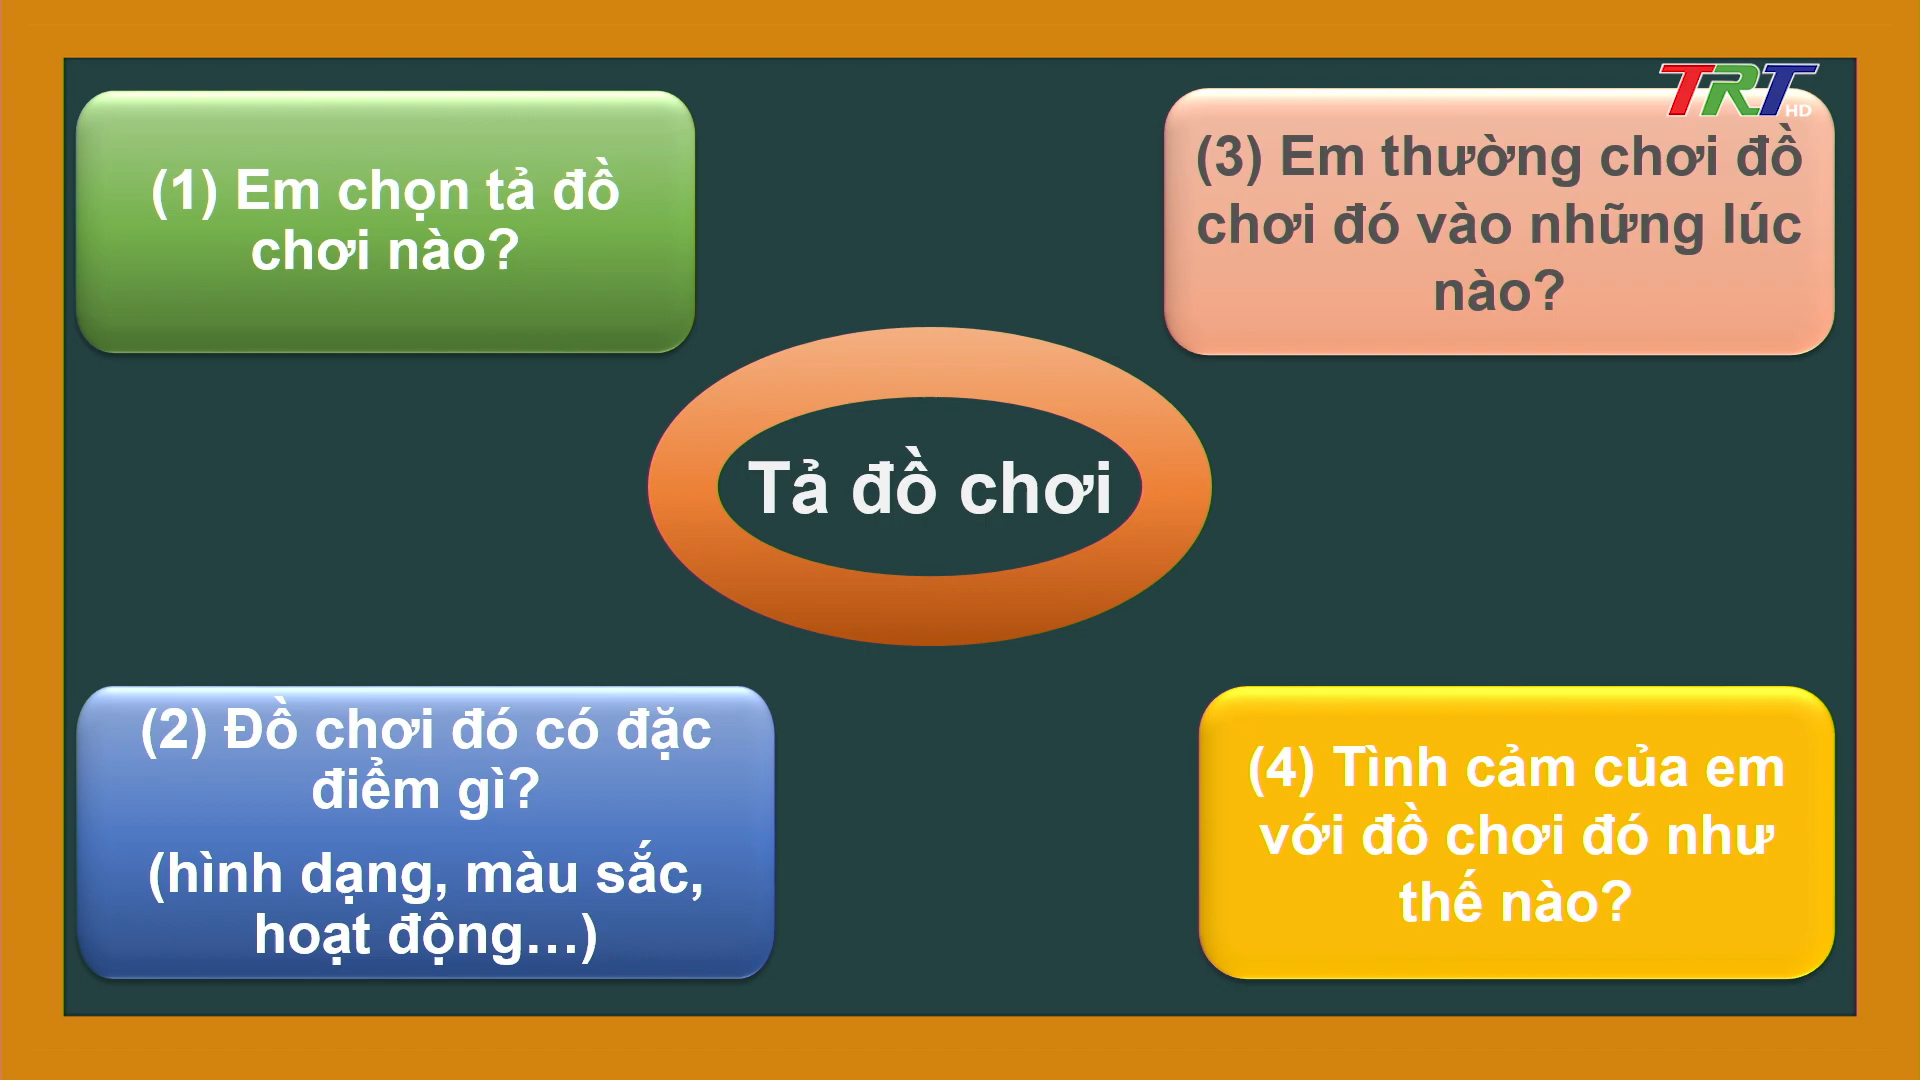 TRT HD
(1) Em chọn tả đồ
chơi nào?
(3) Em thường chơi đồ
chơi đó vào những lúc
nào?
Tả đồ chơi
(2) Đồ chơi đó có đặc
điểm gì?
(hình dạng, màu sắc,
hoạt động…)
(4) Tình cảm của em
với đồ chơi đó như
thế nào?